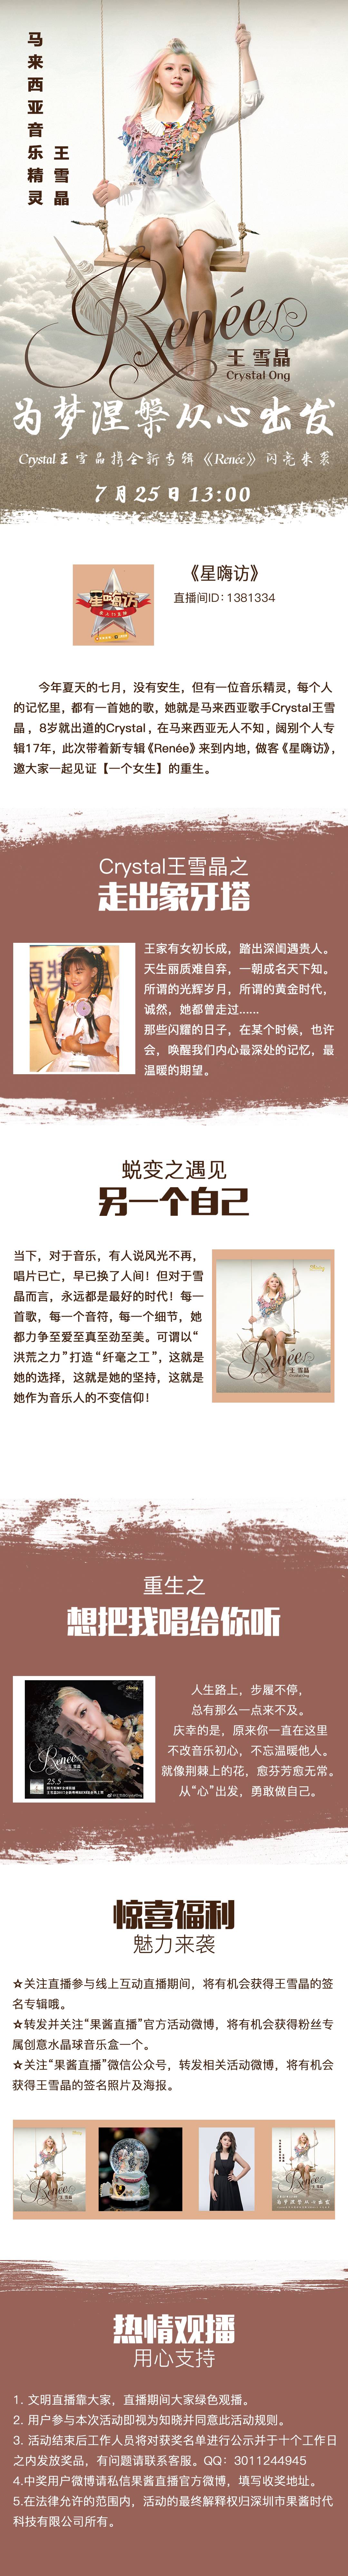 马来西亚音乐精灵
王雪晶
Renée
王雪晶
Crystal Ong
为梦涅槃从心出发
Crystal王雪晶携全新专辑《Renée》闪亮来袭
7月25日13:00
星嗨访
《星嗨访》
直播间ID：1381334
今年夏天的七月，没有安生，但有一位音乐精灵，每个人
的记忆里，都有一首她的歌，她就是马来西亚歌手Crystal王雪
晶，8岁就出道的Crystal，在马来西亚无人不知，阔别个人专
辑17年，此次带着新专辑《Renée》来到内地，做客《星嗨访》，
邀大家一起见证【一个女生】的重生。
Crystal王雪晶之
走出象牙塔
王家有女初长成，踏出深闺遇贵人。
天生丽质难自弃，一朝成名天下知。
所谓的光辉岁月，所谓的黄金时代，
诚然，她都曾走过......
那些闪耀的日子，在某个时候，也许
会，唤醒我们内心最深处的记忆，最
温暖的期望。
蜕变之遇见
另一个自己
当下，对于音乐，有人说风光不再，
唱片已亡，早已换了人间！但对于雪
晶而言，永远都是最好的时代！每一
首歌，每一个音符，每一个细节，她
都力争至爱至真至劲至美。可谓以“
洪荒之力”打造“纤毫之工”，这就是
她的选择，这就是她的坚持，这就是
她作为音乐人的不变信仰！
Renée
王雪晶
重生之
想把我唱给你听
Renée
王雪晶
25.5
人生路上，步履不停，
总有那么一点来不及。
庆幸的是，原来你一直在这里
不改音乐初心，不忘温暖他人。
就像荆棘上的花，愈芬芳愈无常。
从“心”出发，勇敢做自己。
惊喜福利
魅力来袭
☆关注直播参与线上互动直播期间，将有机会获得王雪晶的签
名专辑哦。
☆转发并关注“果酱直播”官方活动微博，将有机会获得粉丝专
属创意水晶球音乐盒一个。
☆关注“果酱直播”微信公众号，转发相关活动微博，将有机会
获得王雪晶的签名照片及海报。
Renée
王雪晶
Renée
为梦涅槃从心出发
热情观播
用心支持
1. 文明直播靠大家，直播期间大家绿色观播。
2. 用户参与本次活动即视为知晓并同意此活动规则。
3. 活动结束后工作人员将对获奖名单进行公示并于十个工作日
之内发放奖品，有问题请联系客服。QQ：3011244945
4.中奖用户微博请私信果酱直播官方微博，填写收奖地址。
5.在法律允许的范围内，活动的最终解释权归深圳市果酱时代
科技有限公司所有。